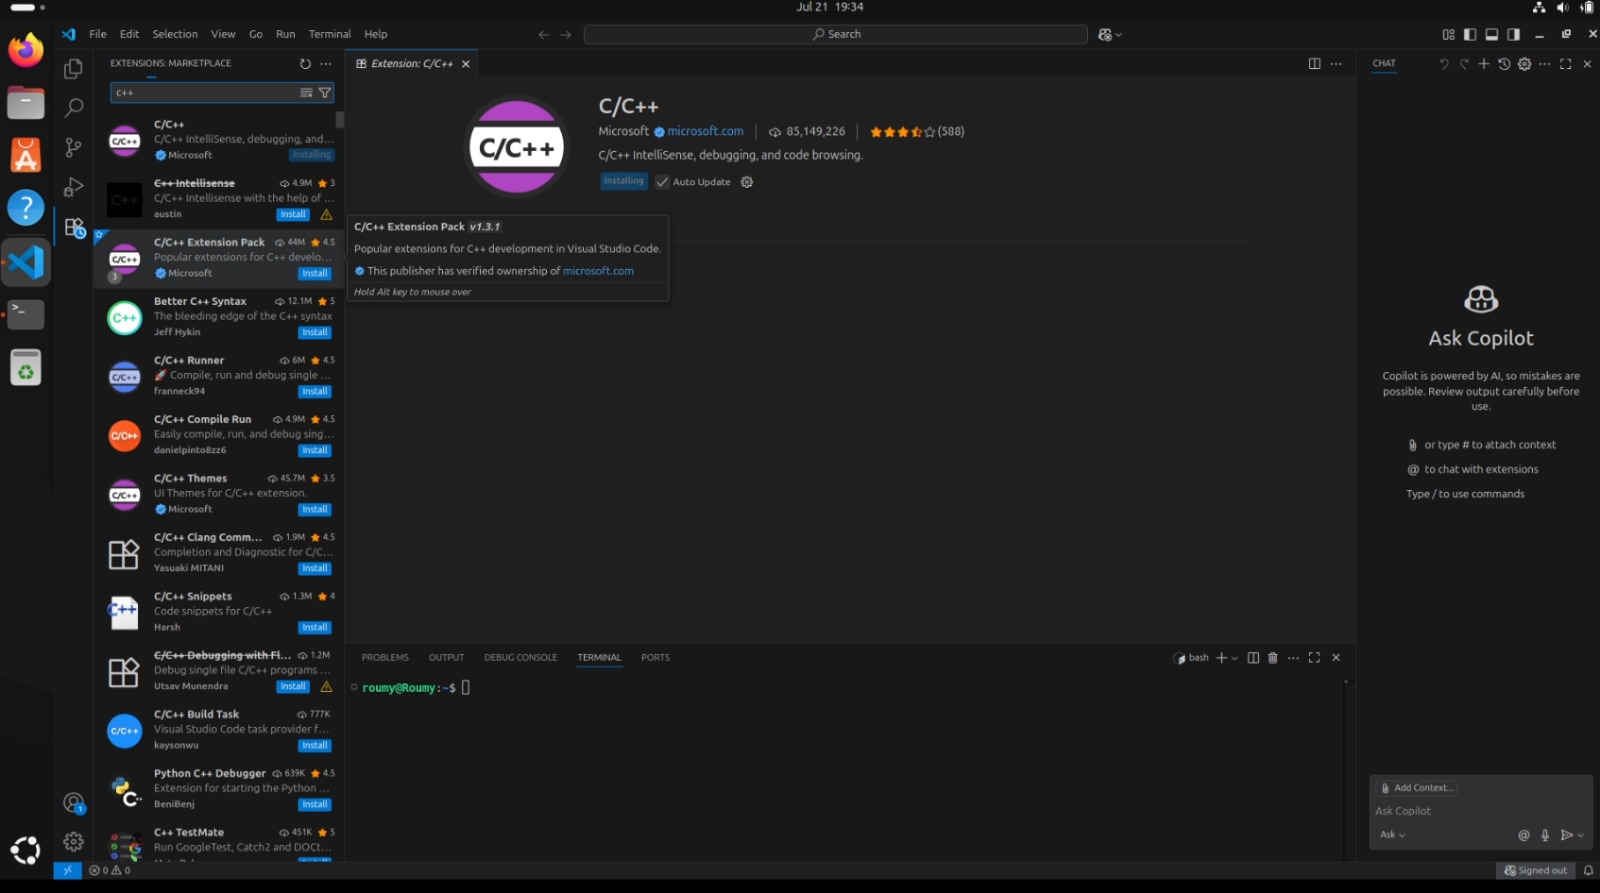 Jul 21 19:34
File Edit Selection View Go Run Terminal Help
Search
EXTENSIONS: MARKETPLACE
c++
C/C++
C/C++
C/C++ IntelliSense, debugging, and...
Microsoft
Installing
C++
C++ Intellisense 4.9M 3
C/C++ Intellisense with the help of ...
austin
Install
C/C++
3
C/C++ Extension Pack 44M 4.5
Popular extensions for C++ develo...
Microsoft
Install
C++
Better C++ Syntax 12.1M 5
The bleeding edge of the C++ syntax
Jeff Hykin
Install
C/C++
C/C++ Runner 6M 4.5
🚀 Compile, run and debug single ...
franneck94
Install
C/C++
C/C++ Compile Run 4.9M 4.5
Easily compile, run, and debug sing...
danielpinto8zz6
Install
C/C++
C/C++ Themes 45.7M 3.5
UI Themes for C/C++ extension.
Microsoft
Install
C/C++ Clang Comm... 1.9M 4.5
Completion and Diagnostic for C/C...
Yasuaki MITANI
Install
C++
C/C++ Snippets 1.3M 4
Code snippets for C/C++
Harsh
Install
C/C++ Debugging with Fl... 1.2M
Debug single file C/C++ programs ...
Utsav Munendra
Install
C/C++
C/C++ Build Task 777K
Visual Studio Code task provider f...
kaysonwu
Install
C..
Python C++ Debugger 639K 4.5
Extension for starting the Python ...
BeniBenj
Install
C++ TestMate 451K 5
Run GoogleTest, Catch2 and DOCt...
Extension: C/C++
C/C++
C/C++
Microsoft microsoft.com 85,149,226 (588)
C/C++ IntelliSense, debugging, and code browsing.
Installing Auto Update
C/C++ Extension Pack v1.3.1
Popular extensions for C++ development in Visual Studio Code.
This publisher has verified ownership of microsoft.com
Hold Alt key to mouse over
PROBLEMS OUTPUT DEBUG CONSOLE TERMINAL PORTS
bash
roumy@Roumy:~$
CHAT
Ask Copilot
Copilot is powered by AI, so mistakes are
possible. Review output carefully before
use.
or type # to attach context
@ to chat with extensions
Type / to use commands
Add Context...
Ask Copilot
Ask
@
1
0 0
Signed out